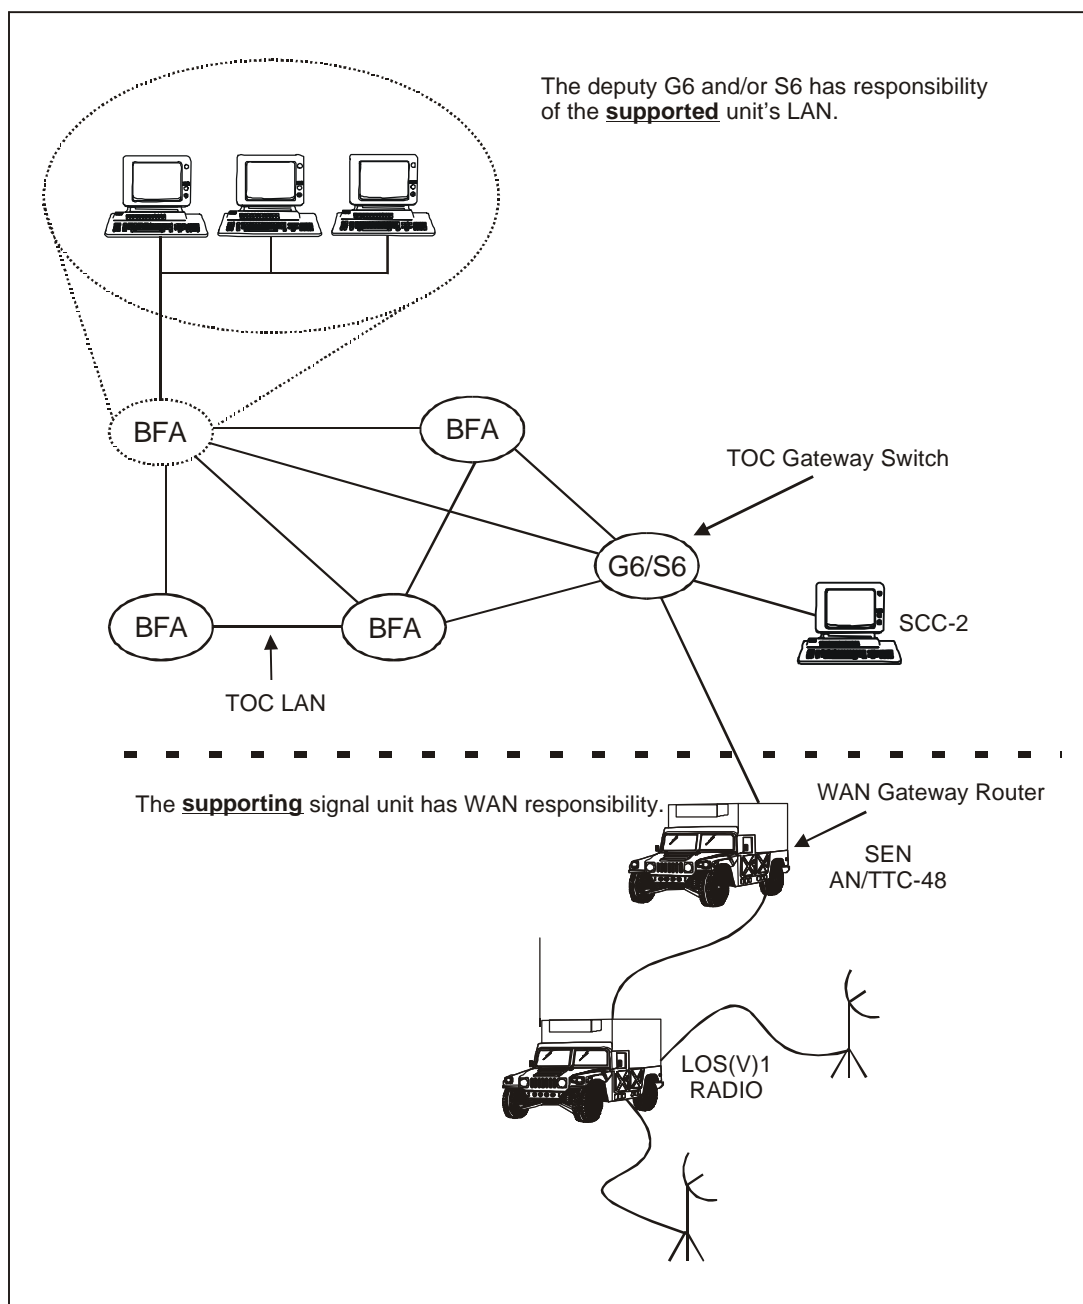 The deputy G6 and/or S6 has responsibility
of the supported unit's LAN.
BFA
BFA
TOC Gateway Switch
G6/S6
BFA
BFA
SCC-2
TOC LAN
The supporting signal unit has WAN responsibility.
WAN Gateway Router
SEN
AN/TTC-48
LOS(V)1
RADIO